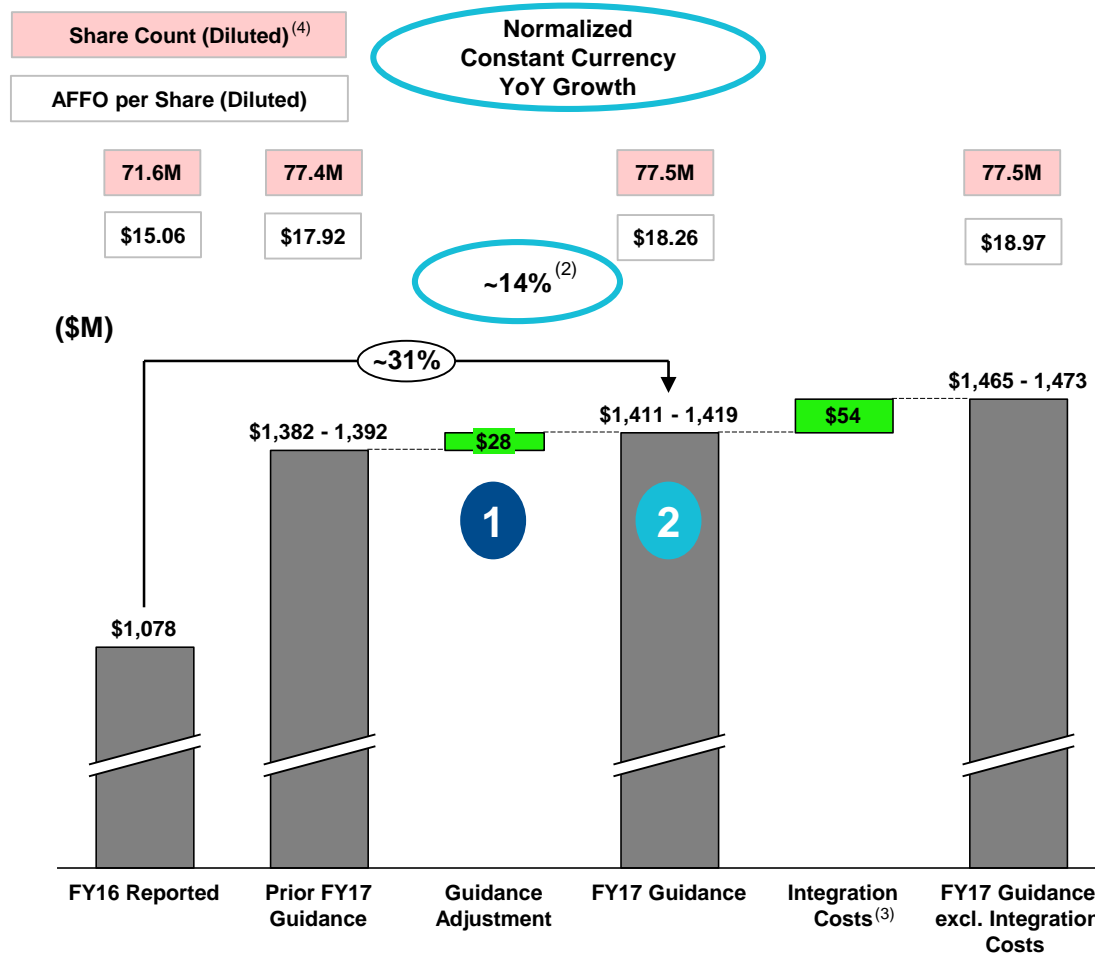 Share Count (Diluted) (4)
Normalized
Constant Currency
YoY Growth
AFFO per Share (Diluted)
71.6M
77.4M
77.5M
77.5M
$15.06
$17.92
$18.26
$18.97
~14% (2)
($M)
~31%
$1,465 - 1,473
$1,411 - 1,419
$54
$1,382 - 1,392
$28
1
2
$1,078
FY16 Reported
Prior FY17
Guidance
Guidance
Adjustment
FY17 Guidance
Integration
Costs (3)
FY17 Guidance
excl. Integration
Costs